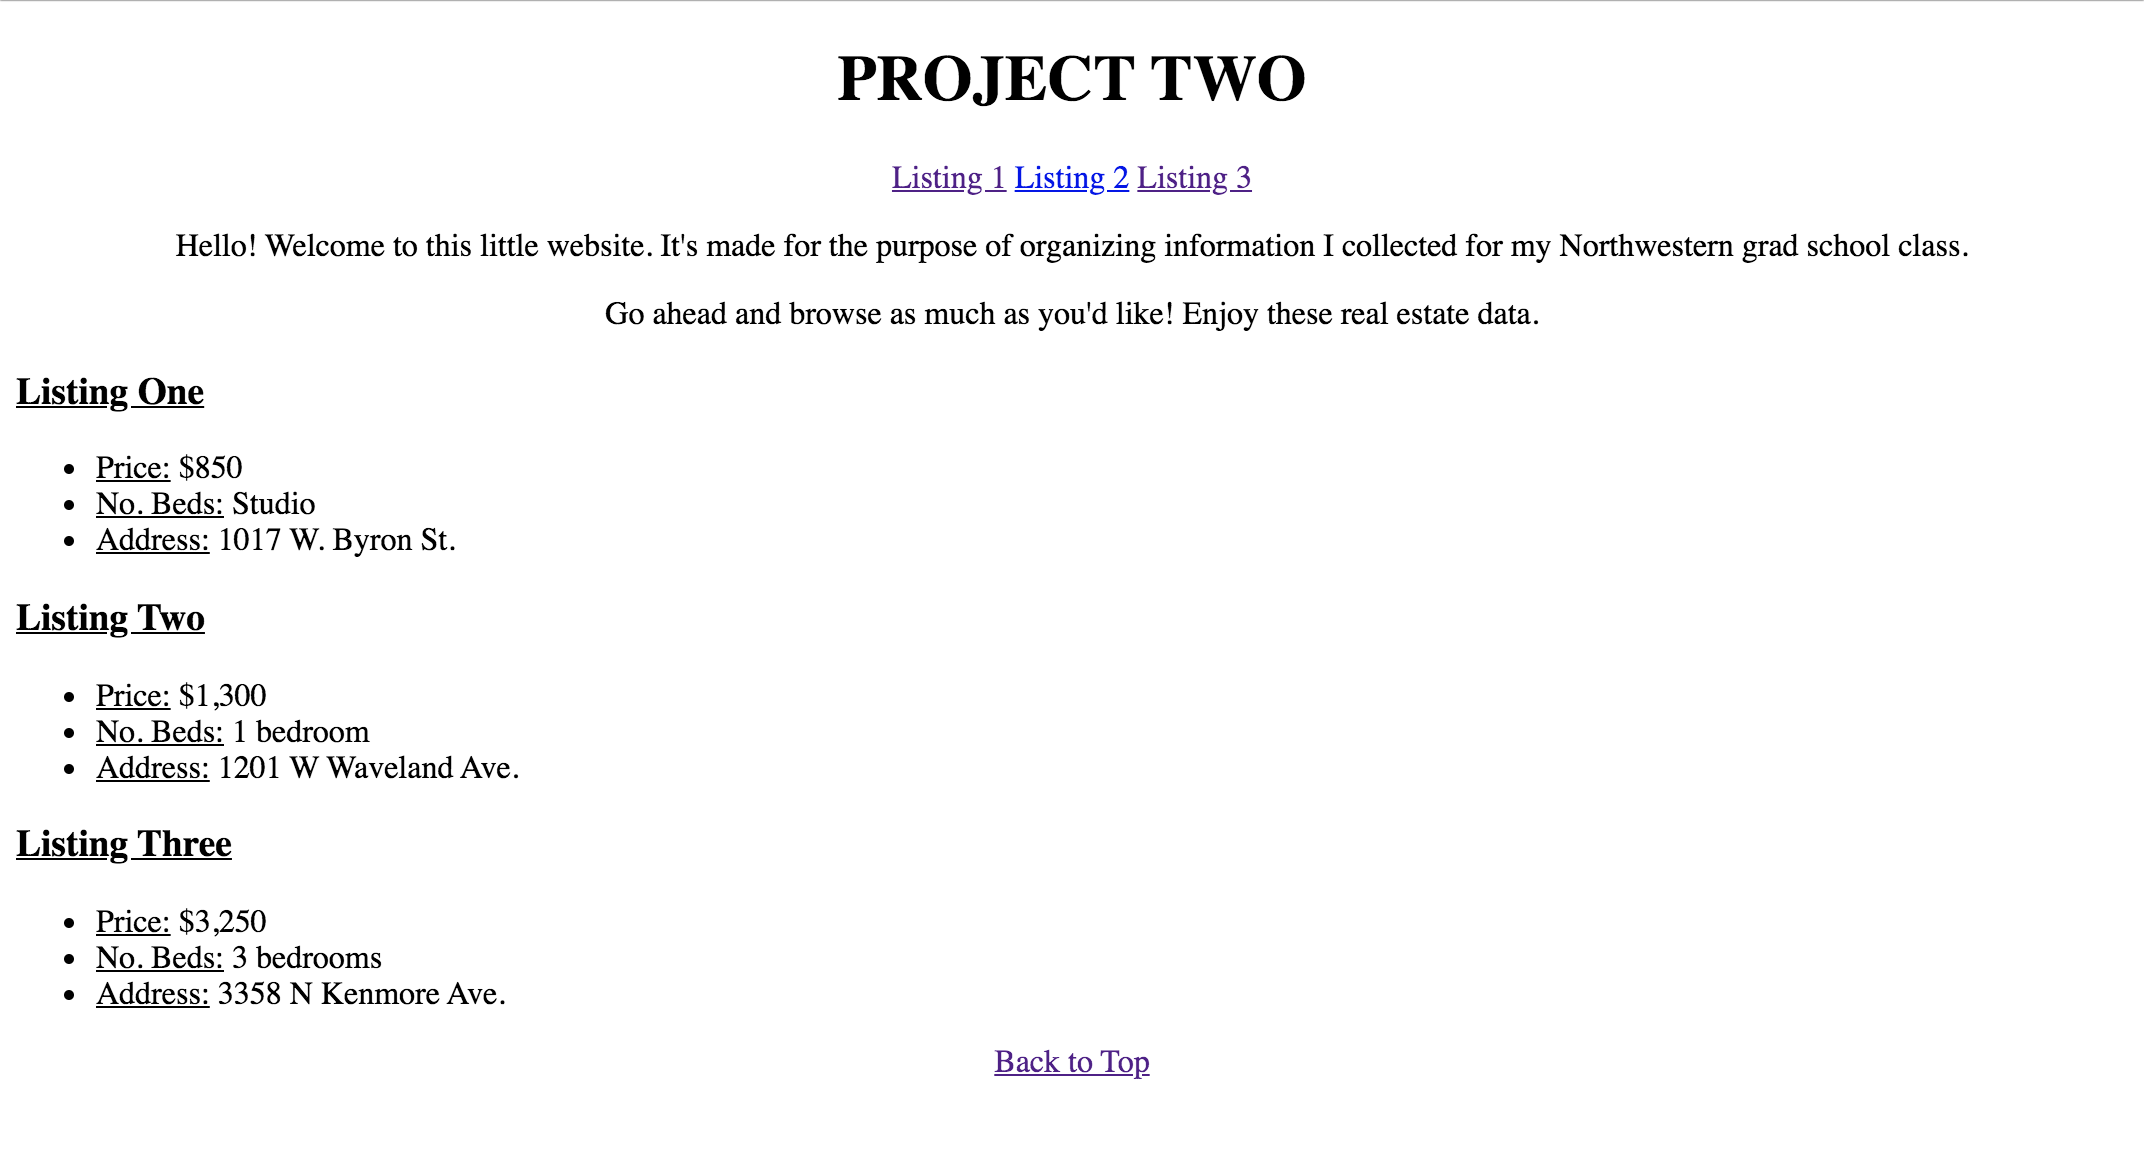 PROJECT TWO
Listing 1 Listing 2 Listing 3
Hello! Welcome to this little website. It's made for the purpose of organizing information I collected for my Northwestern grad school class.
Go ahead and browse as much as you'd like! Enjoy these real estate data.
Listing One
• Price: $850
• No. Beds: Studio
• Address: 1017 W. Byron St.
Listing Two
• Price: $1,300
• No. Beds: 1 bedroom
• Address: 1201 W Waveland Ave.
Listing Three
• Price: $3,250
• No. Beds: 3 bedrooms
• Address: 3358 N Kenmore Ave.
Back to Top